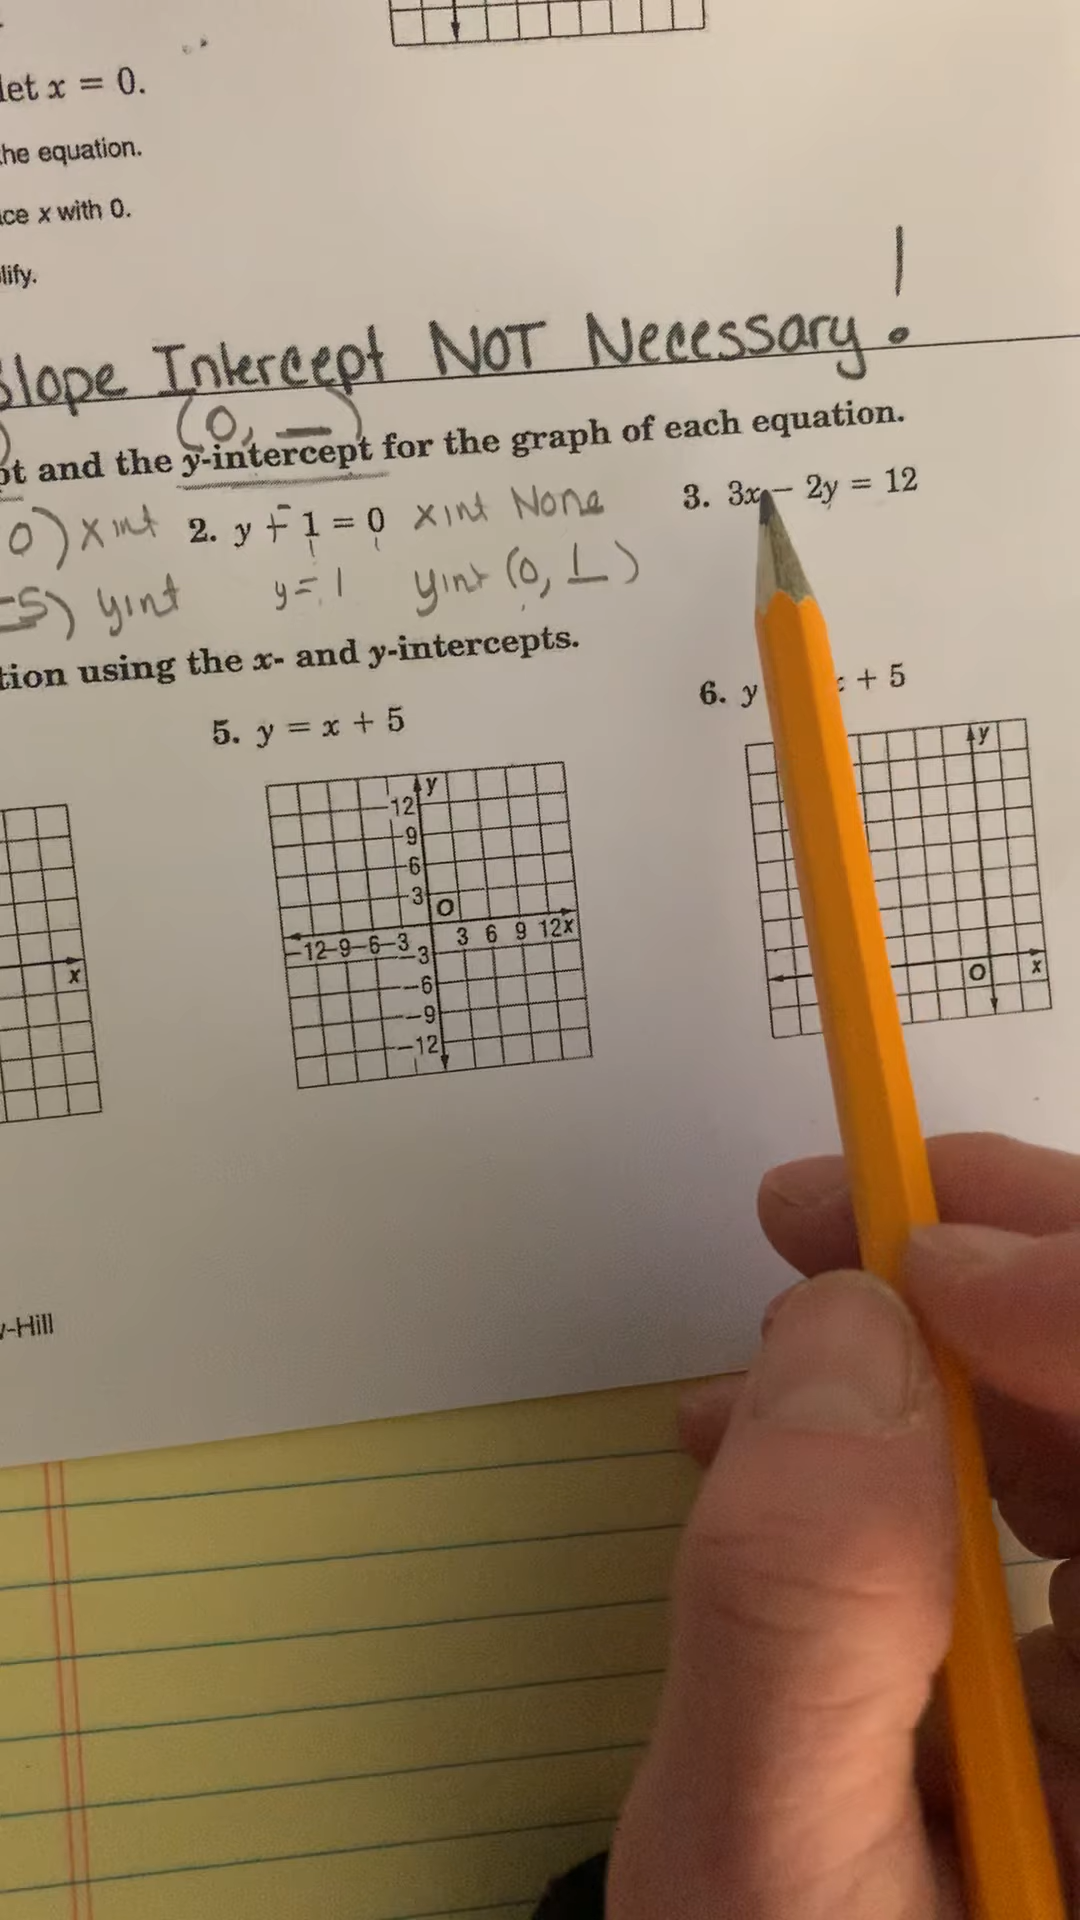 let x = 0.
he equation.
ce x with 0.
lify.
Slope Intercept NOT Necessary!
(0, _)
and the y-intercept for the graph of each equation.
0) x int 2. y - 1 = 0 x int None 3. 3x - 2y = 12
-5) y int y = 1 y int (0, 1)
tion using the x- and y-intercepts.
5. y = x + 5 6. y + 5
y y
12
9
6
3 O
-12 -9 -6 -3 3 6 9 12 x
x -3 O x
-6
-9
-12
-Hill